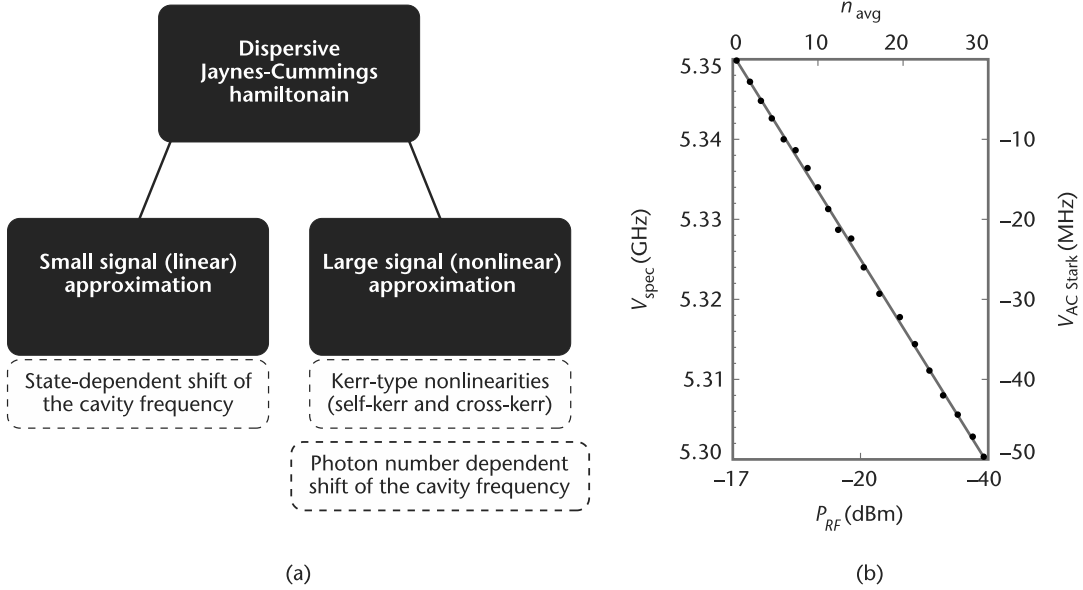 Dispersive
Jaynes-Cummings
hamiltonain
Small signal (linear)
approximation
Large signal (nonlinear)
approximation
State-dependent shift of
the cavity frequency
Kerr-type nonlinearities
(self-kerr and cross-kerr)
Photon number dependent
shift of the cavity frequency
(a)
n avg
0 10 20 30
5.35
5.34
5.33
5.32
5.31
5.30
V spec (GHz)
−10
−20
−30
−40
−50
V AC Stark (MHz)
−17 −20 −40
P RF (dBm)
(b)